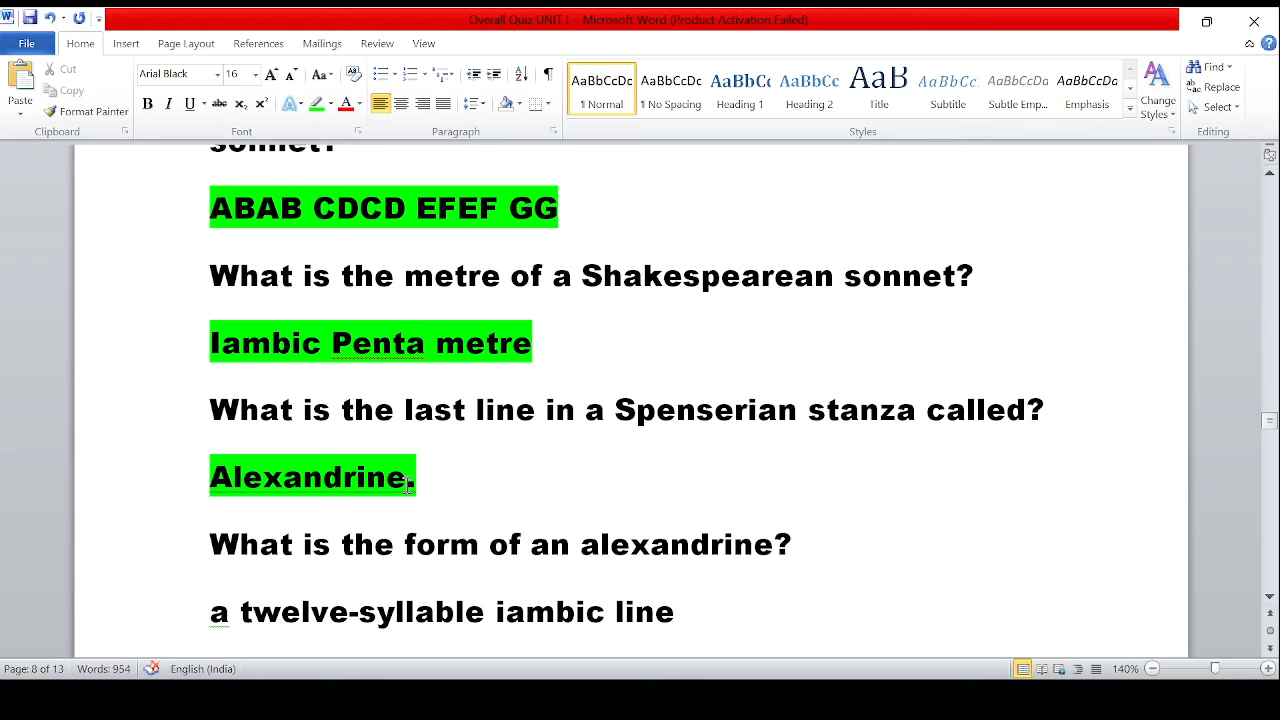 Overall Quiz UNIT I - Microsoft Word (Product Activation Failed)
File Home Insert Page Layout References Mailings Review View
Paste
Cut
Copy
Format Painter
Clipboard
Arial Black 16
Font
Paragraph
AaBbCcDc AaBbCcDc AaBbCc AaBbCc AaB AaBbCc. AaBbCcDc AaBbCcDc
¶ Normal ¶ No Spacing Heading 1 Heading 2 Title Subtitle Subtle Em... Emphasis
Change Styles
Styles
Find
Replace
Select
Editing
sonnet?
ABAB CDCD EFEF GG
What is the metre of a Shakespearean sonnet?
Iambic Penta metre
What is the last line in a Spenserian stanza called?
Alexandrine.
What is the form of an alexandrine?
a twelve-syllable iambic line
Page: 8 of 13 Words: 954 English (India) 140%